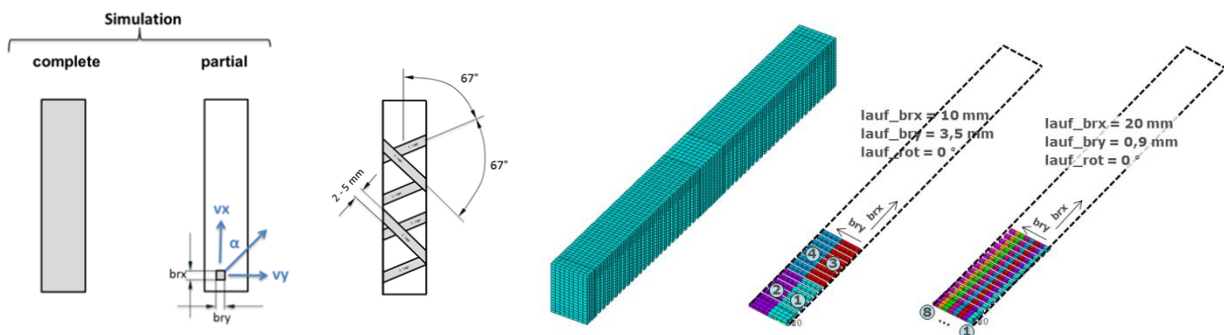 Simulation
complete
partial
vx
α
vy
brx
bry
67°
67°
2 - 5 mm
lauf_brx = 10 mm
lauf_bry = 3,5 mm
lauf_rot = 0 °
bry
brx
4
3
2
1
lauf_brx = 20 mm
lauf_bry = 0,9 mm
lauf_rot = 0 °
bry
brx
8
...
1